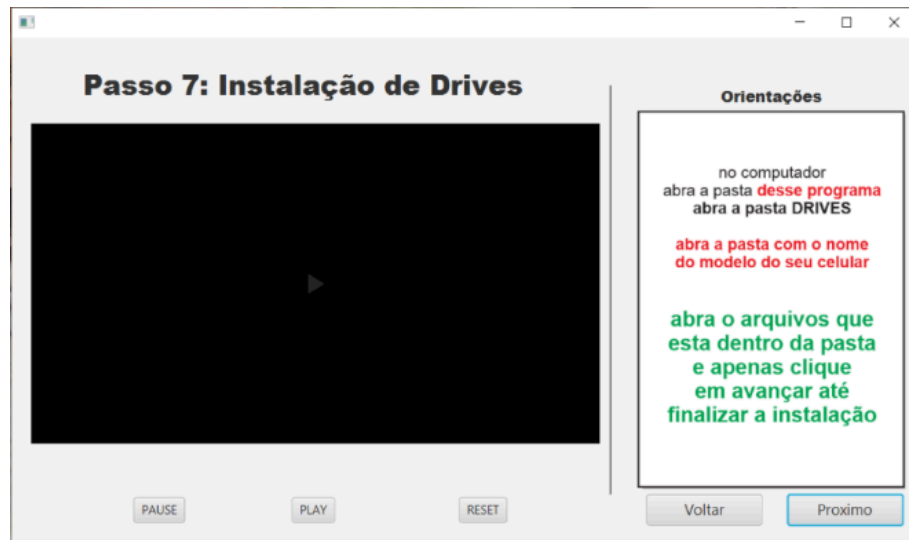 Passo 7: Instalação de Drives
PAUSE
PLAY
RESET
Orientações
no computador
abra a pasta desse programa
abra a pasta DRIVES
abra a pasta com o nome
do modelo do seu celular
abra o arquivos que
esta dentro da pasta
e apenas clique
em avançar até
finalizar a instalação
Voltar
Proximo